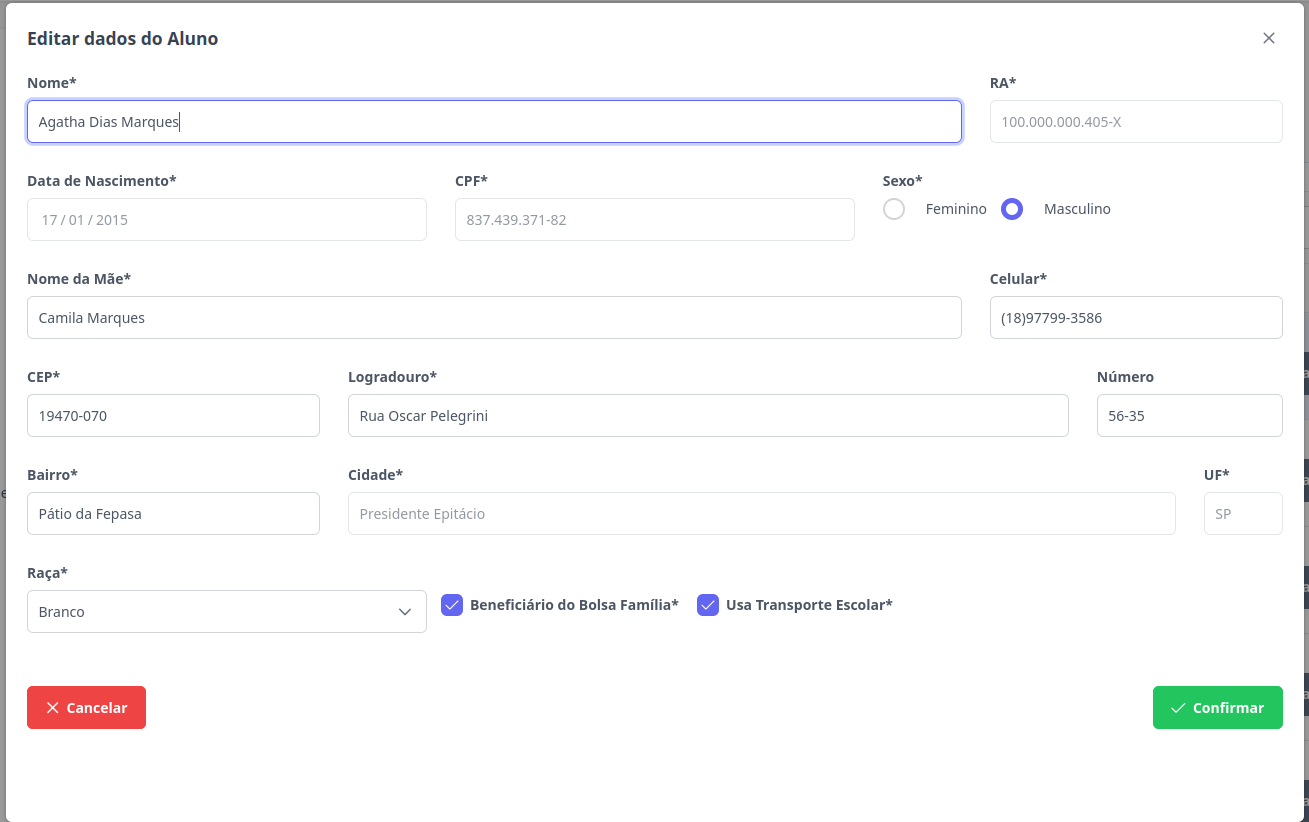 Editar dados do Aluno
Nome* RA*
Agatha Dias Marques 100.000.000.405-X
Data de Nascimento* CPF* Sexo*
17 / 01 / 2015 837.439.371-82 Feminino Masculino
Nome da Mãe* Celular*
Camila Marques (18)97799-3586
CEP* Logradouro* Número
19470-070 Rua Oscar Pelegrini 56-35
Bairro* Cidade* UF*
Pátio da Fepasa Presidente Epitácio SP
Raça*
Branco Beneficiário do Bolsa Família* Usa Transporte Escolar*
Cancelar Confirmar